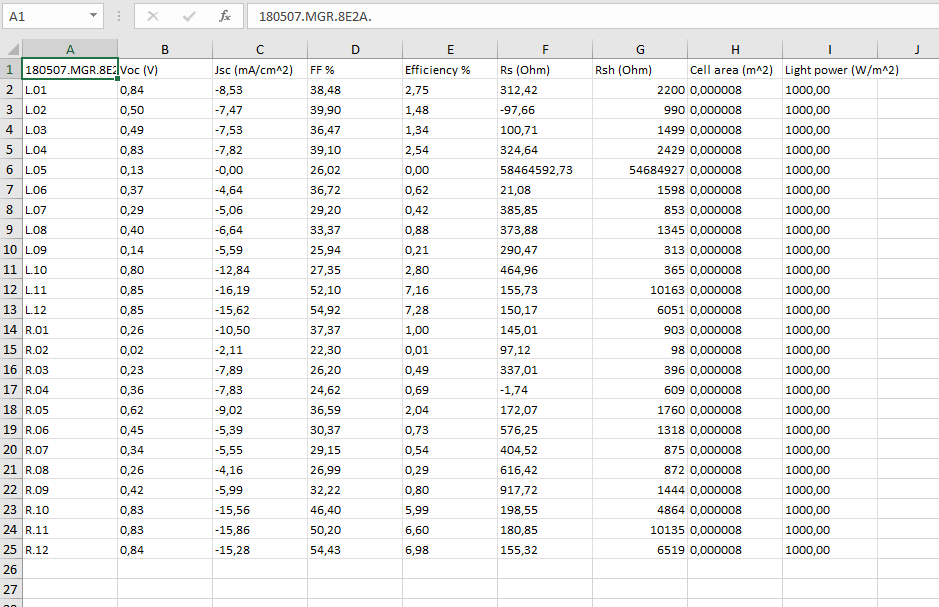 A1 fx 180507.MGR.8E2A.
A B C D E F G H I J
1 180507.MGR.8E2 Voc (V) Jsc (mA/cm^2) FF % Efficiency % Rs (Ohm) Rsh (Ohm) Cell area (m^2) Light power (W/m^2)
2 L.01 0,84 -8,53 38,48 2,75 312,42 2200 0,000008 1000,00
3 L.02 0,50 -7,47 39,90 1,48 -97,66 990 0,000008 1000,00
4 L.03 0,49 -7,53 36,47 1,34 100,71 1499 0,000008 1000,00
5 L.04 0,83 -7,82 39,10 2,54 324,64 2429 0,000008 1000,00
6 L.05 0,13 -0,00 26,02 0,00 58464592,73 54684927 0,000008 1000,00
7 L.06 0,37 -4,64 36,72 0,62 21,08 1598 0,000008 1000,00
8 L.07 0,29 -5,06 29,20 0,42 385,85 853 0,000008 1000,00
9 L.08 0,40 -6,64 33,37 0,88 373,88 1345 0,000008 1000,00
10 L.09 0,14 -5,59 25,94 0,21 290,47 313 0,000008 1000,00
11 L.10 0,80 -12,84 27,35 2,80 464,96 365 0,000008 1000,00
12 L.11 0,85 -16,19 52,10 7,16 155,73 10163 0,000008 1000,00
13 L.12 0,85 -15,62 54,92 7,28 150,17 6051 0,000008 1000,00
14 R.01 0,26 -10,50 37,37 1,00 145,01 903 0,000008 1000,00
15 R.02 0,02 -2,11 22,30 0,01 97,12 98 0,000008 1000,00
16 R.03 0,23 -7,89 26,20 0,49 337,01 396 0,000008 1000,00
17 R.04 0,36 -7,83 24,62 0,69 -1,74 609 0,000008 1000,00
18 R.05 0,62 -9,02 36,59 2,04 172,07 1760 0,000008 1000,00
19 R.06 0,45 -5,39 30,37 0,73 576,25 1318 0,000008 1000,00
20 R.07 0,34 -5,55 29,15 0,54 404,52 875 0,000008 1000,00
21 R.08 0,26 -4,16 26,99 0,29 616,42 872 0,000008 1000,00
22 R.09 0,42 -5,99 32,22 0,80 917,72 1444 0,000008 1000,00
23 R.10 0,83 -15,56 46,40 5,99 198,55 4864 0,000008 1000,00
24 R.11 0,83 -15,86 50,20 6,60 180,85 10135 0,000008 1000,00
25 R.12 0,84 -15,28 54,43 6,98 155,32 6519 0,000008 1000,00
26
27